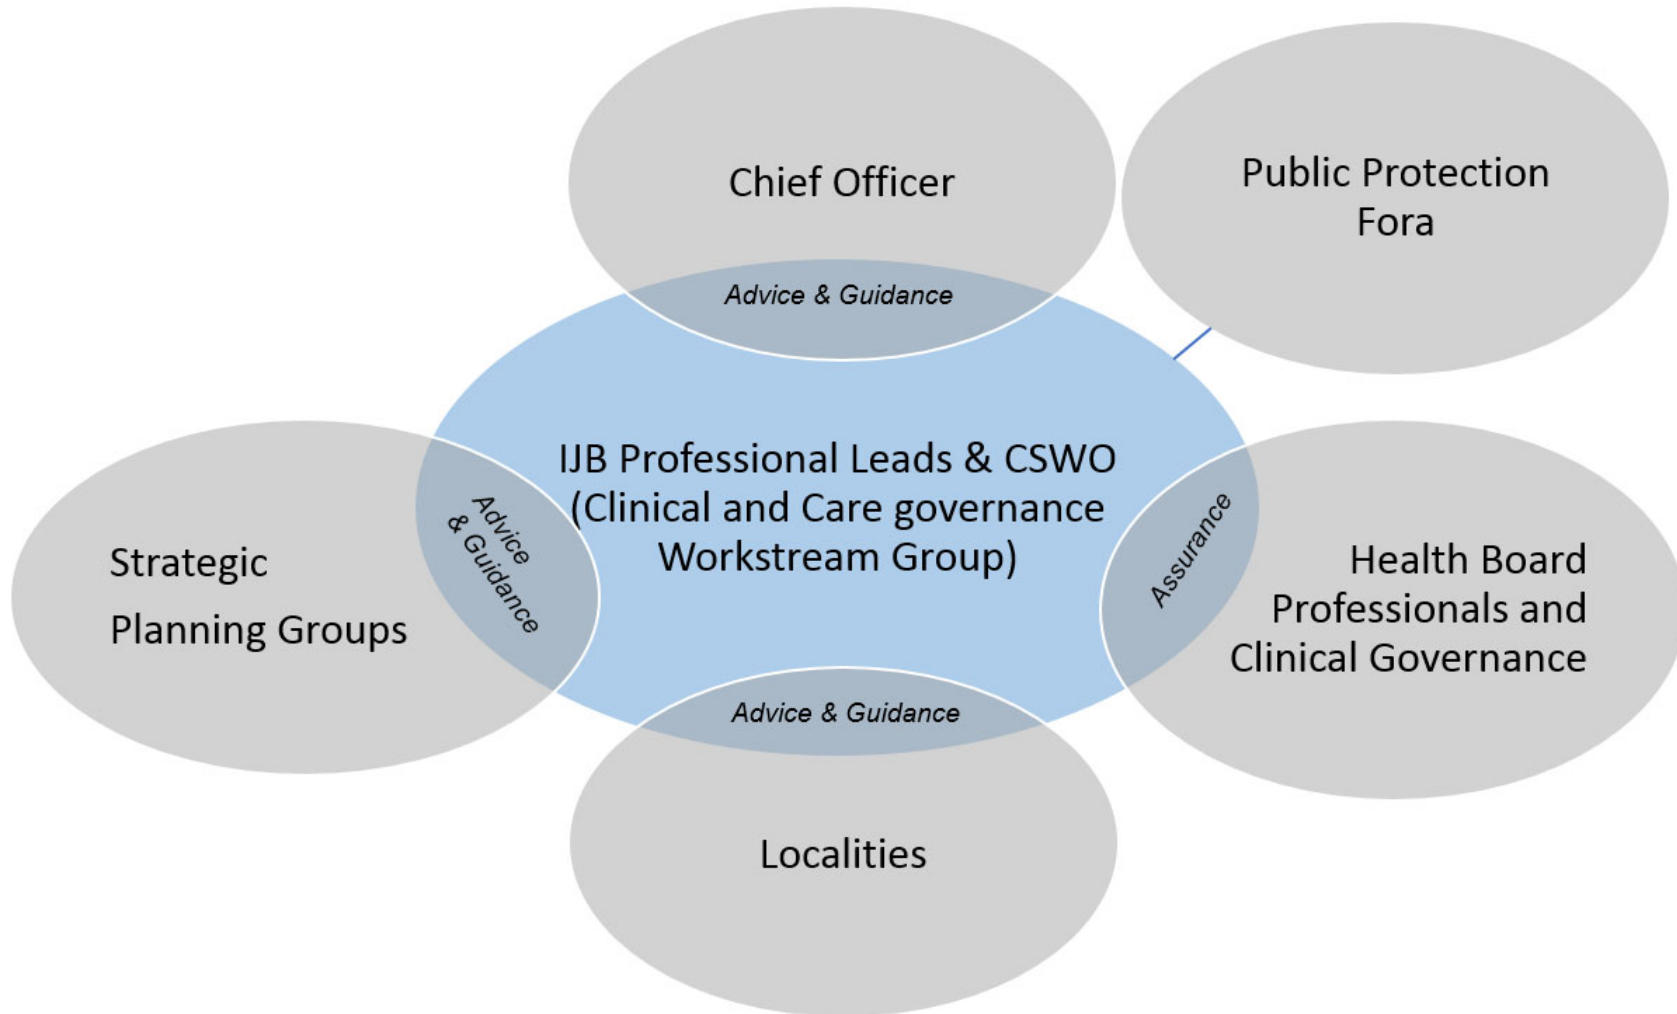 Chief Officer
Public Protection
Fora
Advice & Guidance
IJB Professional Leads & CSWO
(Clinical and Care governance
Workstream Group)
Advice
& Guidance
Strategic
Planning Groups
Assurance
Health Board
Professionals and
Clinical Governance
Advice & Guidance
Localities